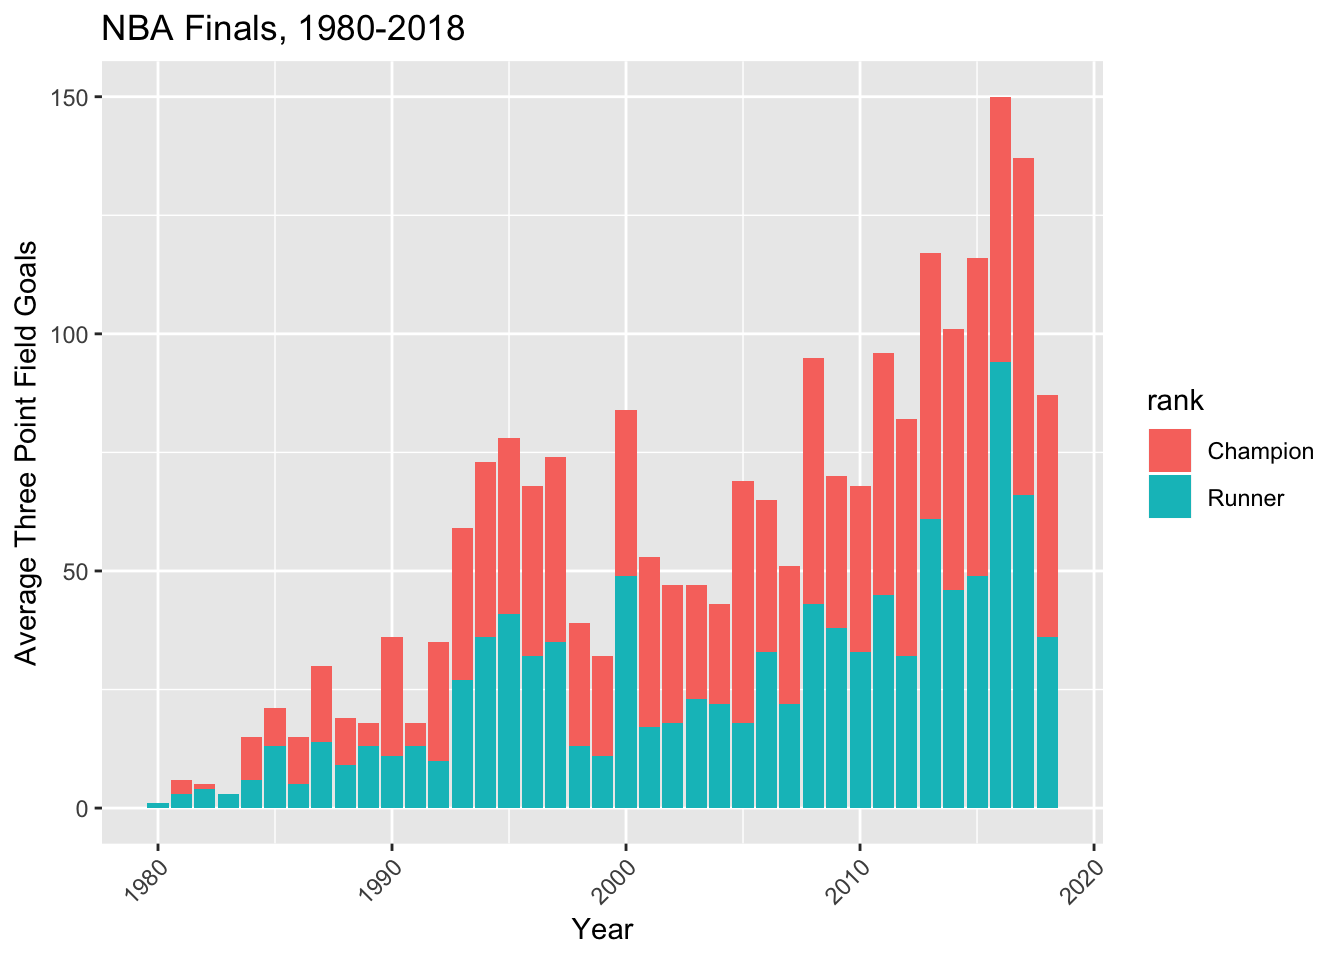 NBA Finals, 1980-2018
Average Three Point Field Goals
150
100
50
0
1980
1990
2000
2010
2020
Year
rank
Champion
Runner